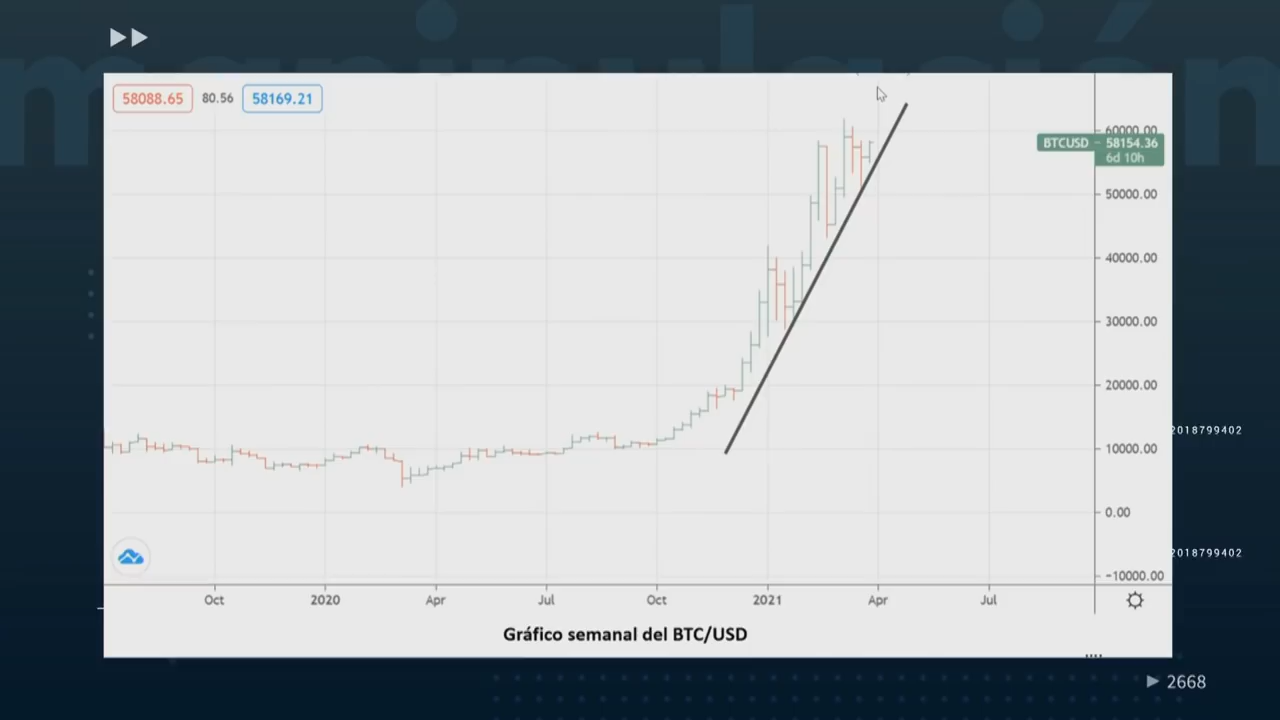 manipulación
58088.65 80.56 58169.21
60000.00
BTCUSD - 58154.36
6d 10h
50000.00
40000.00
30000.00
20000.00
2018799402
10000.00
0.00
2018799402
-10000.00
Oct 2020 Apr Jul Oct 2021 Apr Jul
Gráfico semanal del BTC/USD
2668